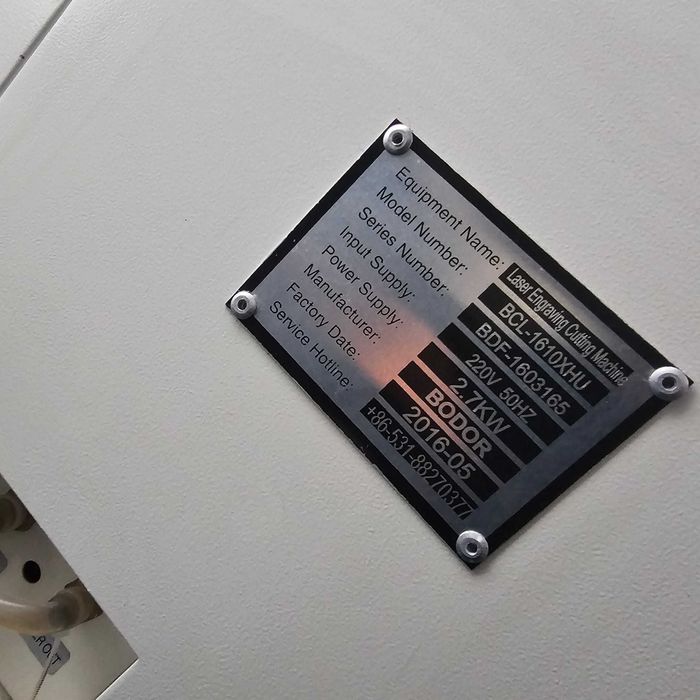 Equipment Name: Laser Engraving Cutting Machine
Model Number: BCL-1610XHU
Series Number: BDF-1603165
Input Supply: 220V 50HZ
Power Supply: 2.7KW
Manufacturer: BODOR
Factory Date: 2016-05
Service Hotline: +86-531-88270377